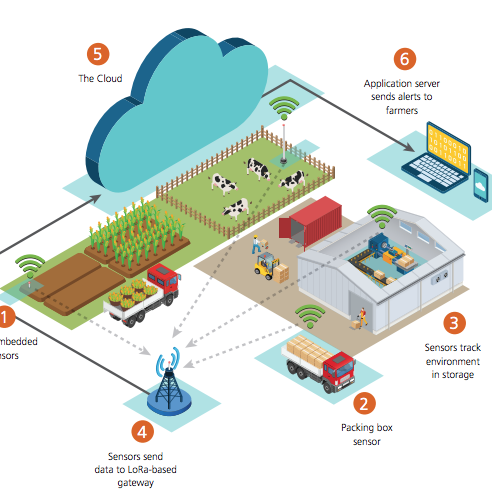 5
The Cloud
6
Application server
sends alerts to
farmers
1
mbedded
nsors
3
Sensors track
environment
in storage
2
Packing box
sensor
4
Sensors send
data to LoRa-based
gateway